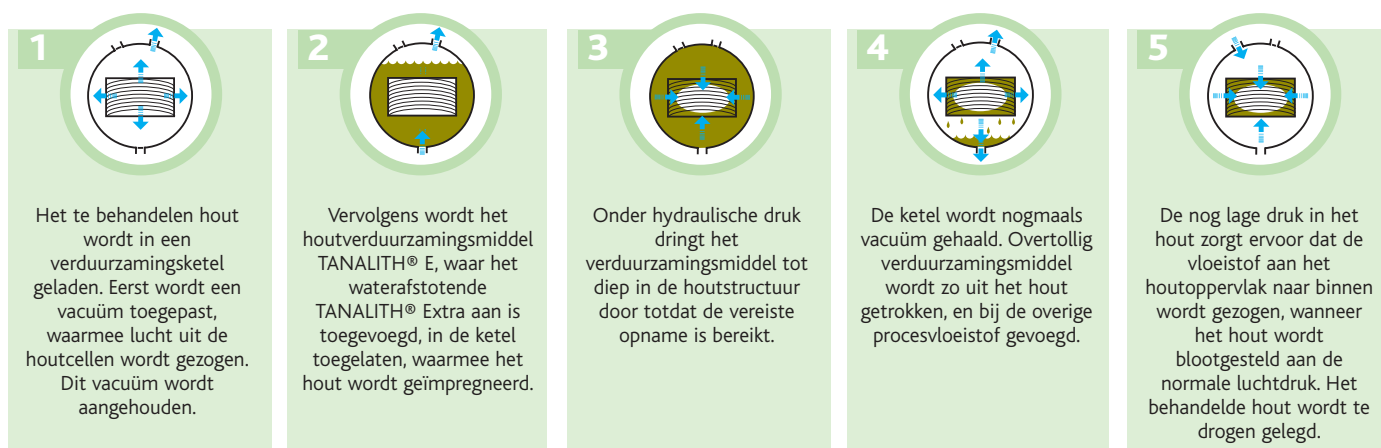 1
Het te behandelen hout
wordt in een
verduurzamingsketel
geladen. Eerst wordt een
vacuüm toegepast,
waarmee lucht uit de
houtcellen wordt gezogen.
Dit vacuüm wordt
aangehouden.
2
Vervolgens wordt het
houtverduurzamingsmiddel
TANALITH® E, waar het
waterafstotende
TANALITH® Extra aan is
toegevoegd, in de ketel
toegelaten, waarmee het
hout wordt geïmpregneerd.
3
Onder hydraulische druk
dringt het
verduurzamingsmiddel tot
diep in de houtstructuur
door totdat de vereiste
opname is bereikt.
4
De ketel wordt nogmaals
vacuüm gehaald. Overtollig
verduurzamingsmiddel
wordt zo uit het hout
getrokken, en bij de overige
procesvloeistof gevoegd.
5
De nog lage druk in het
hout zorgt ervoor dat de
vloeistof aan het
houtoppervlak naar binnen
wordt gezogen, wanneer
het hout wordt
blootgesteld aan de
normale luchtdruk. Het
behandelde hout wordt te
drogen gelegd.